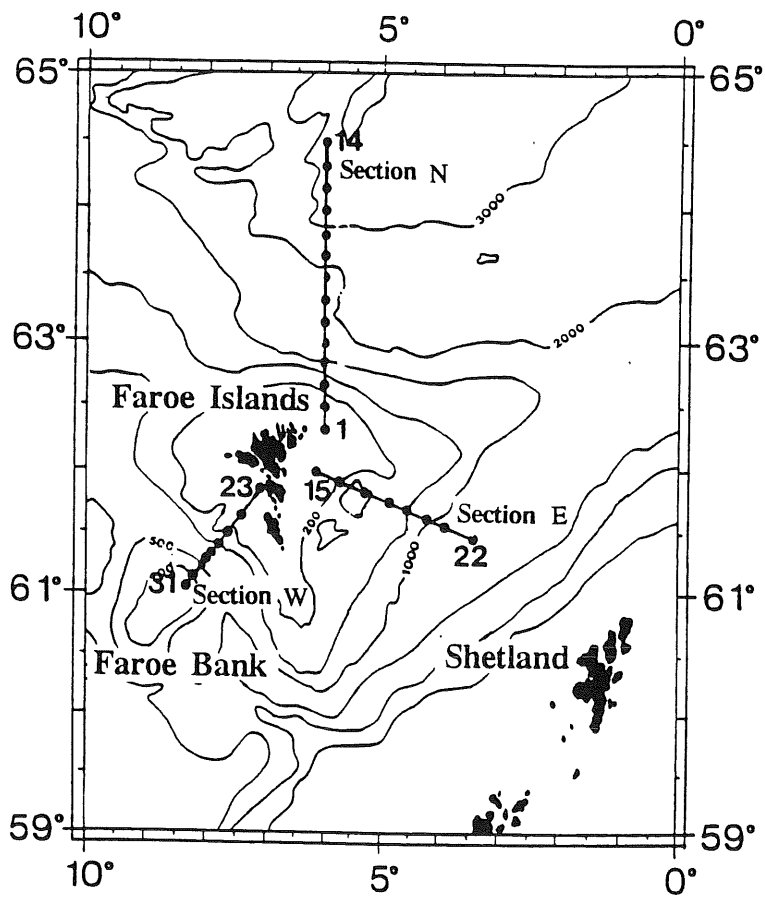 10° 5° 0°
65° 65°
14
Section N
3000
2000
63° 63°
Faroe Islands
1
23
15
200
Section E
22
500
1000
31
61° 61°
Section W
Faroe Bank
Shetland
59° 59°
10° 5° 0°